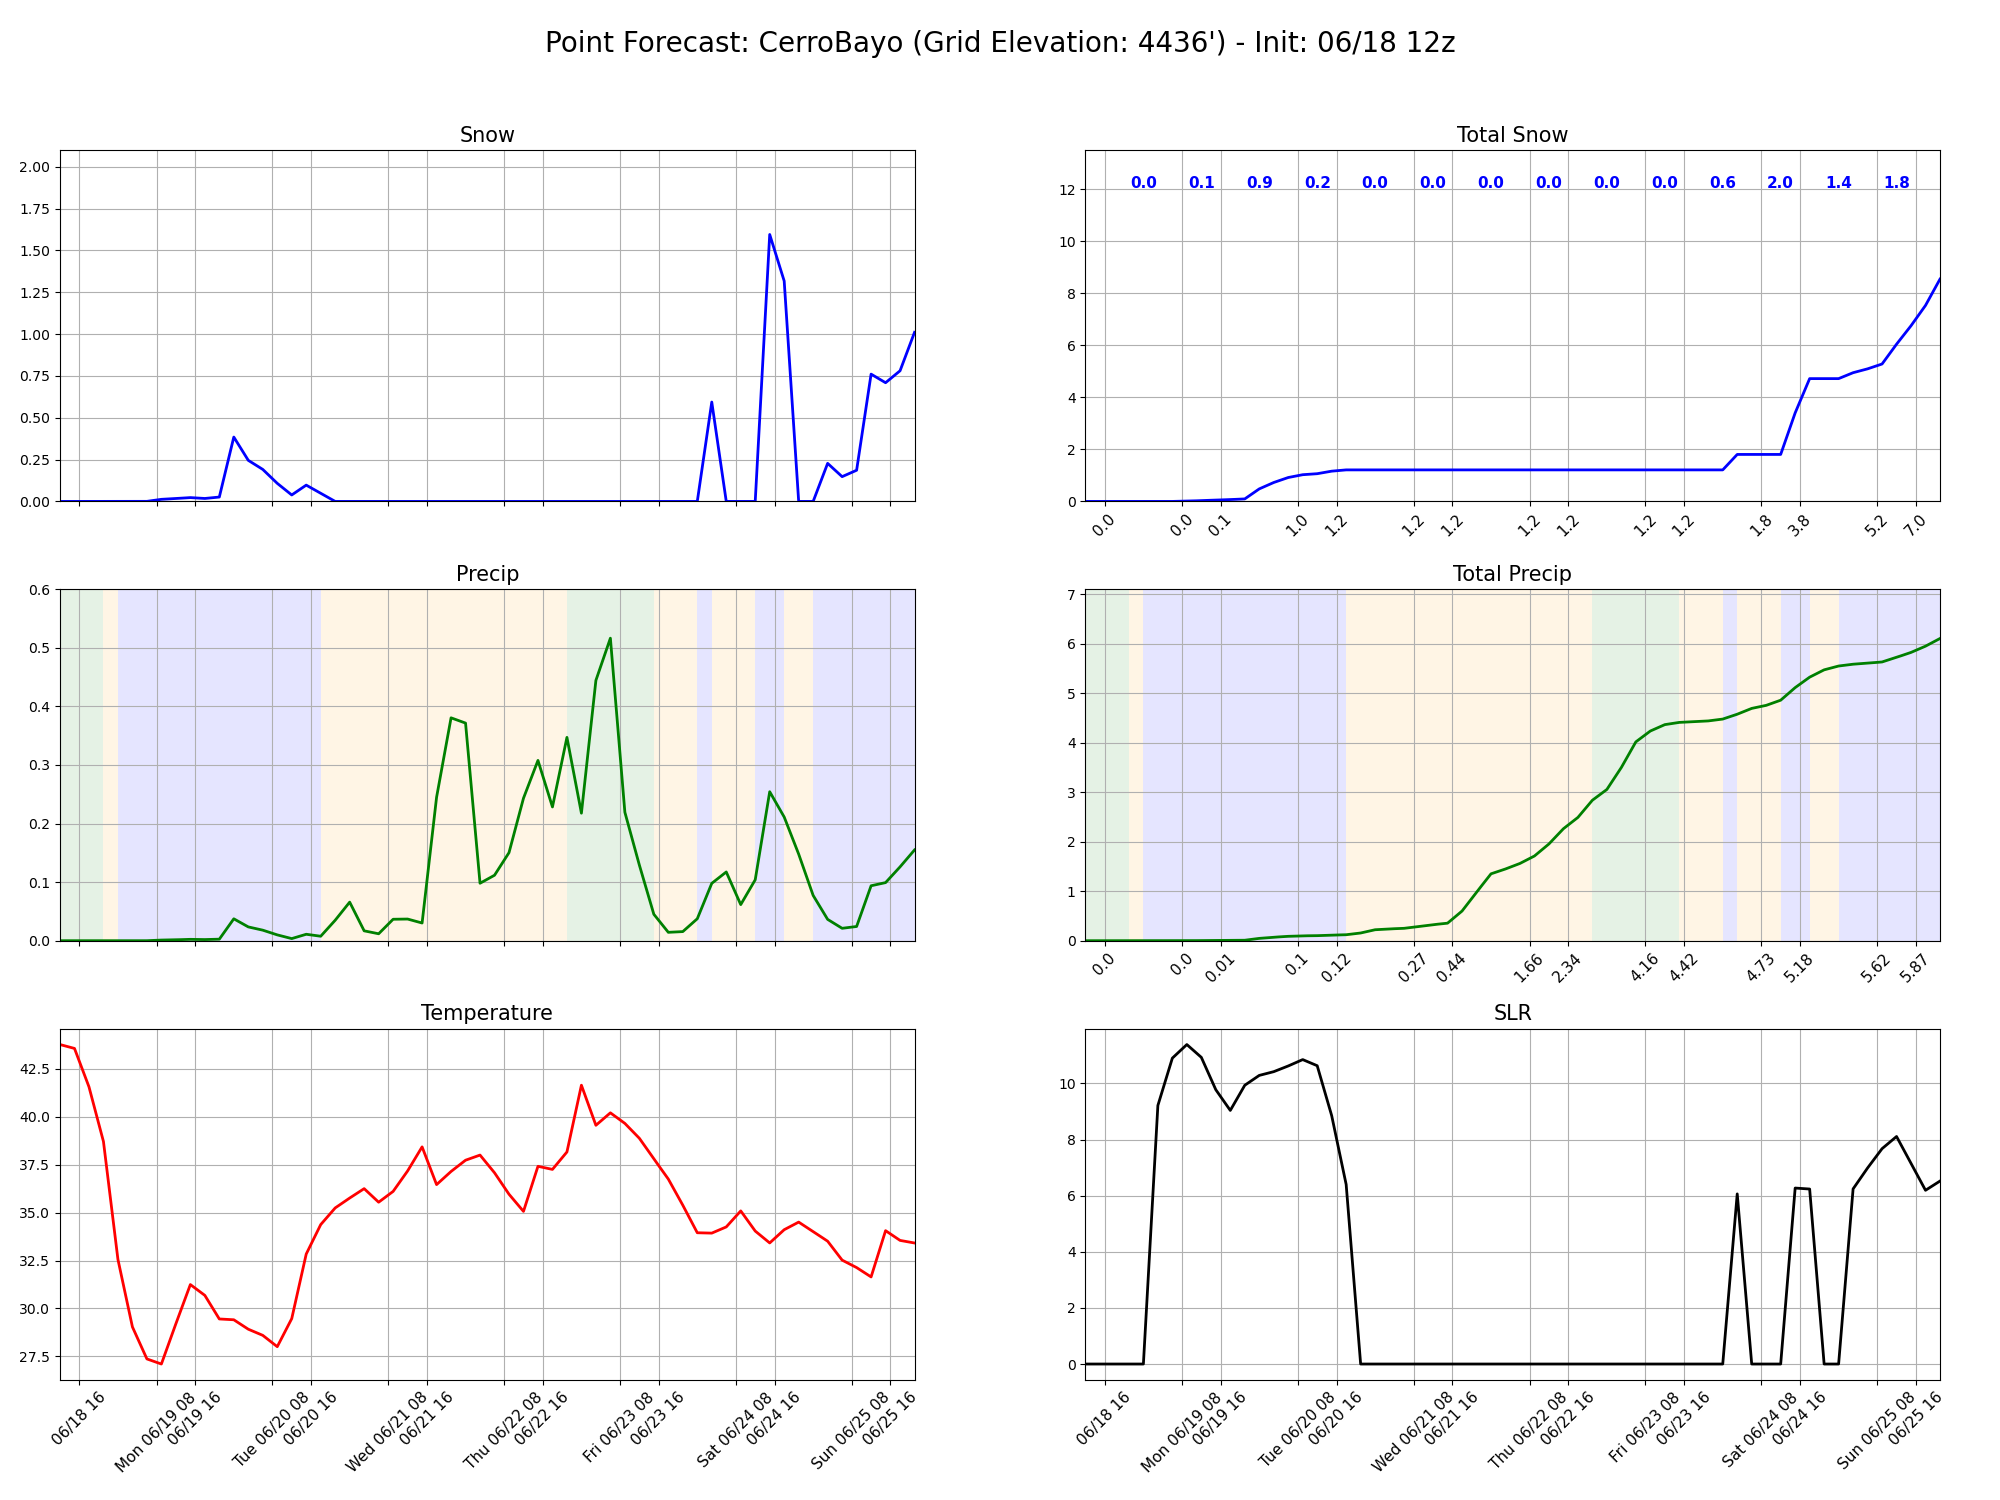 Point Forecast: CerroBayo (Grid Elevation: 4436') - Init: 06/18 12z
Snow
2.00
1.75
1.50
1.25
1.00
0.75
0.50
0.25
0.00
Total Snow
0.0 0.1 0.9 0.2 0.0 0.0 0.0 0.0 0.0 0.0 0.6 2.0 1.4 1.8
12
10
8
6
4
2
0
0.0 0.0 0.1 1.0 1.2 1.2 1.2 1.2 1.2 1.2 1.2 1.8 3.8 5.2 7.0
Precip
0.6
0.5
0.4
0.3
0.2
0.1
0.0
Total Precip
7
6
5
4
3
2
1
0
0.0 0.0 0.01 0.1 0.12 0.27 0.44 1.66 2.34 4.16 4.42 4.73 5.18 5.62 5.87
Temperature
42.5
40.0
37.5
35.0
32.5
30.0
27.5
06/18 16
Mon 06/19 08
06/19 16
Tue 06/20 08
06/20 16
Wed 06/21 08
06/21 16
Thu 06/22 08
06/22 16
Fri 06/23 08
06/23 16
Sat 06/24 08
06/24 16
Sun 06/25 08
06/25 16
SLR
10
8
6
4
2
0
06/18 16
Mon 06/19 08
06/19 16
Tue 06/20 08
06/20 16
Wed 06/21 08
06/21 16
Thu 06/22 08
06/22 16
Fri 06/23 08
06/23 16
Sat 06/24 08
06/24 16
Sun 06/25 08
06/25 16